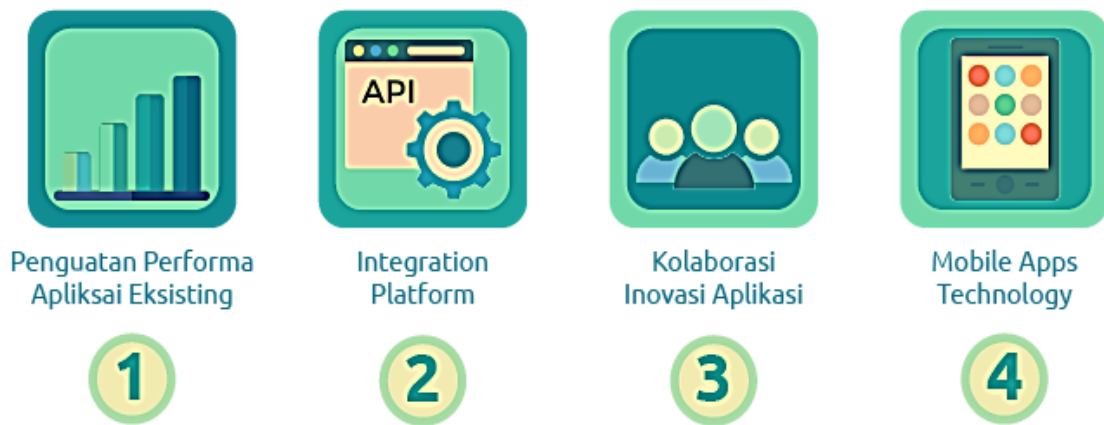 API
Penguatan Performa
Apliksai Eksisting
1
Integration
Platform
2
Kolaborasi
Inovasi Aplikasi
3
Mobile Apps
Technology
4